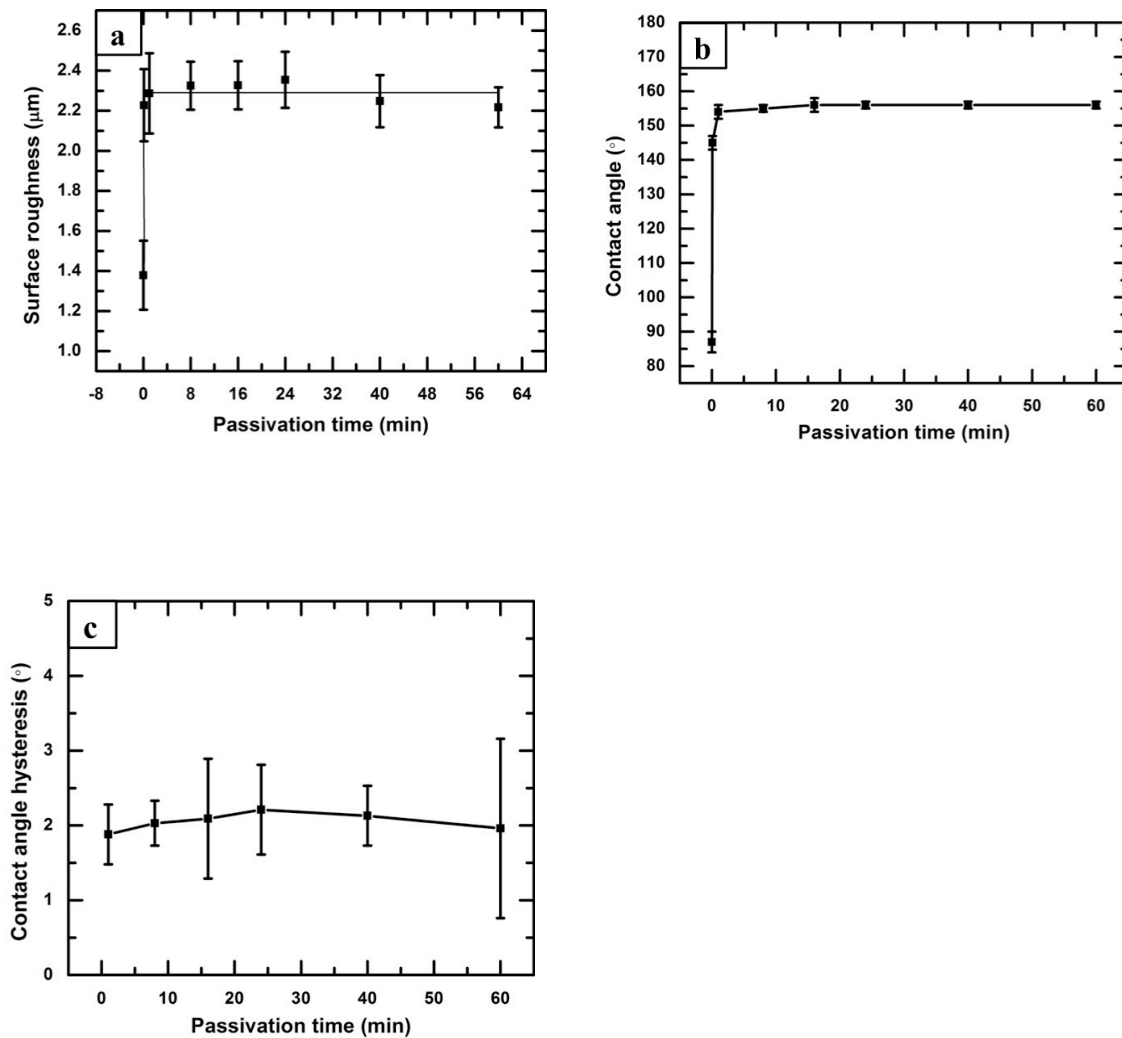 a
2.6
2.4
2.2
2.0
1.8
1.6
1.4
1.2
1.0
Surface roughness (μm)
-8 0 8 16 24 32 40 48 56 64
Passivation time (min)
b
180
170
160
150
140
130
120
110
100
90
80
Contact angle (°)
0 10 20 30 40 50 60
Passivation time (min)
c
5
4
3
2
1
0
Contact angle hysteresis (°)
0 10 20 30 40 50 60
Passivation time (min)